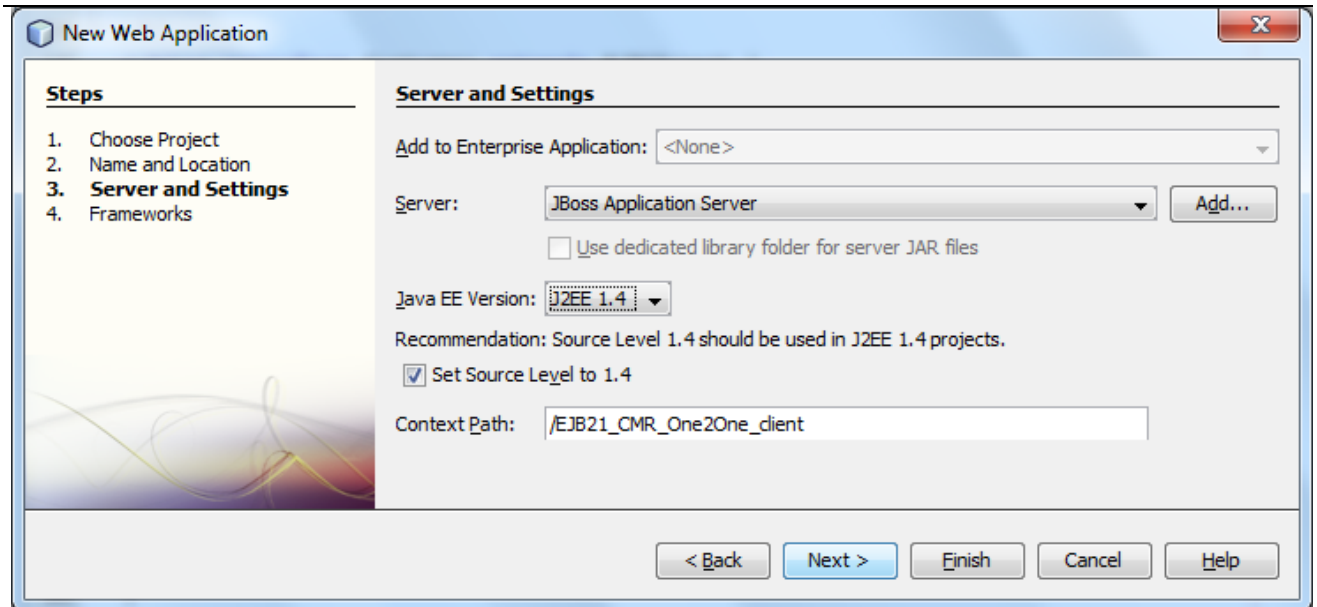 New Web Application
Steps
1. Choose Project
2. Name and Location
3. Server and Settings
4. Frameworks
Server and Settings
Add to Enterprise Application: <None>
Server: JBoss Application Server Add...
Use dedicated library folder for server JAR files
Java EE Version: J2EE 1.4
Recommendation: Source Level 1.4 should be used in J2EE 1.4 projects.
Set Source Level to 1.4
Context Path: /EJB21_CMR_One2One_client
< Back Next > Finish Cancel Help